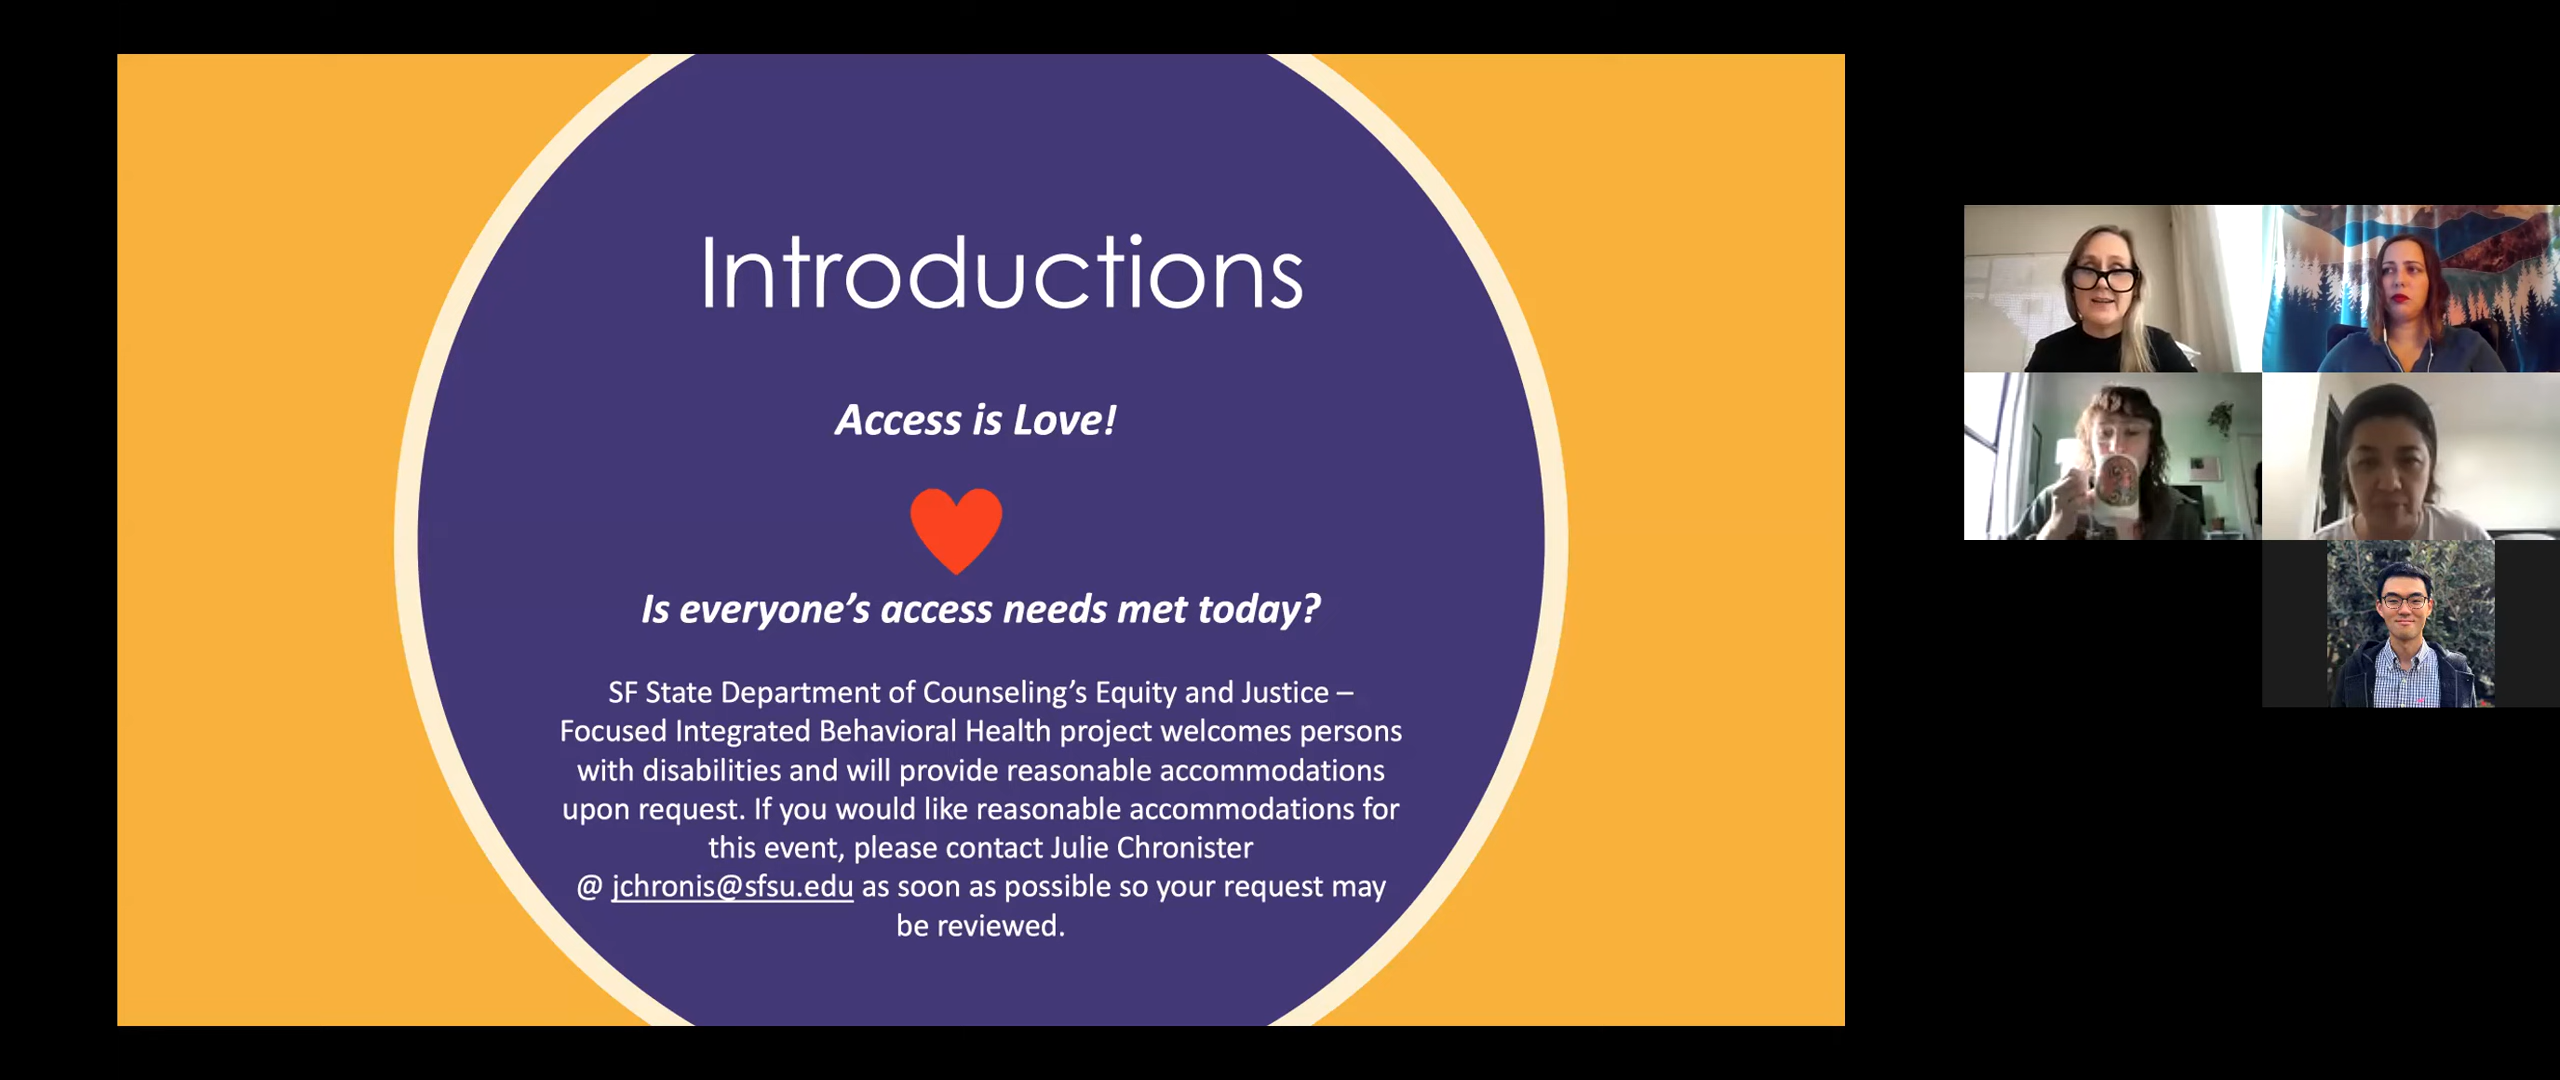 Introductions
Access is Love!
Is everyone’s access needs met today?
SF State Department of Counseling’s Equity and Justice –
Focused Integrated Behavioral Health project welcomes persons
with disabilities and will provide reasonable accommodations
upon request. If you would like reasonable accommodations for
this event, please contact Julie Chronister
@ jchronis@sfsu.edu as soon as possible so your request may
be reviewed.